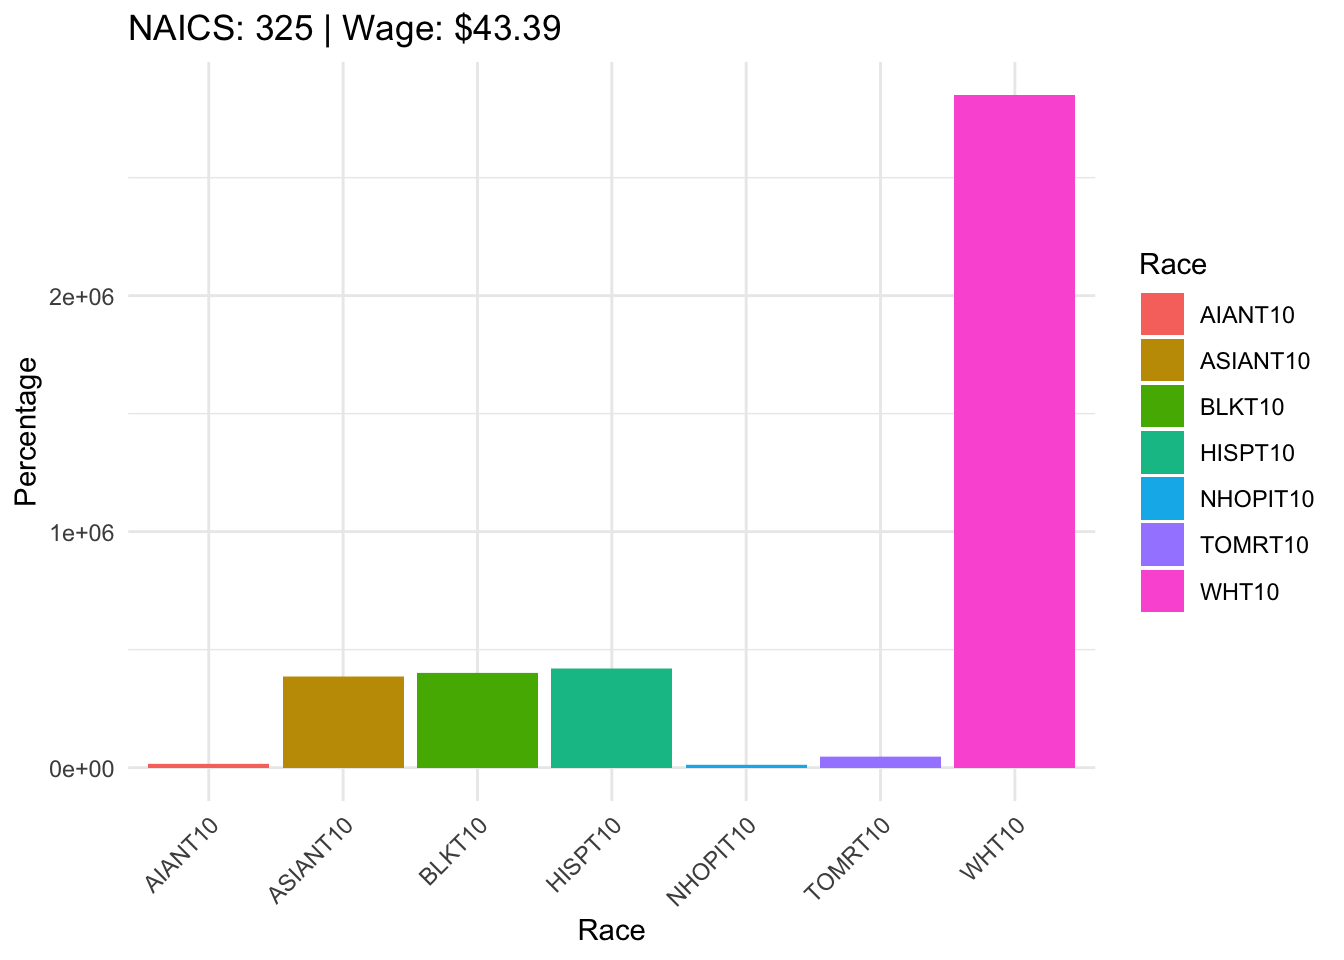 NAICS: 325 | Wage: $43.39
Percentage
2e+06
1e+06
0e+00
AIANT10
ASIANT10
BLKT10
HISPT10
NHOPIT10
TOMRT10
WHT10
Race
Race
AIANT10
ASIANT10
BLKT10
HISPT10
NHOPIT10
TOMRT10
WHT10